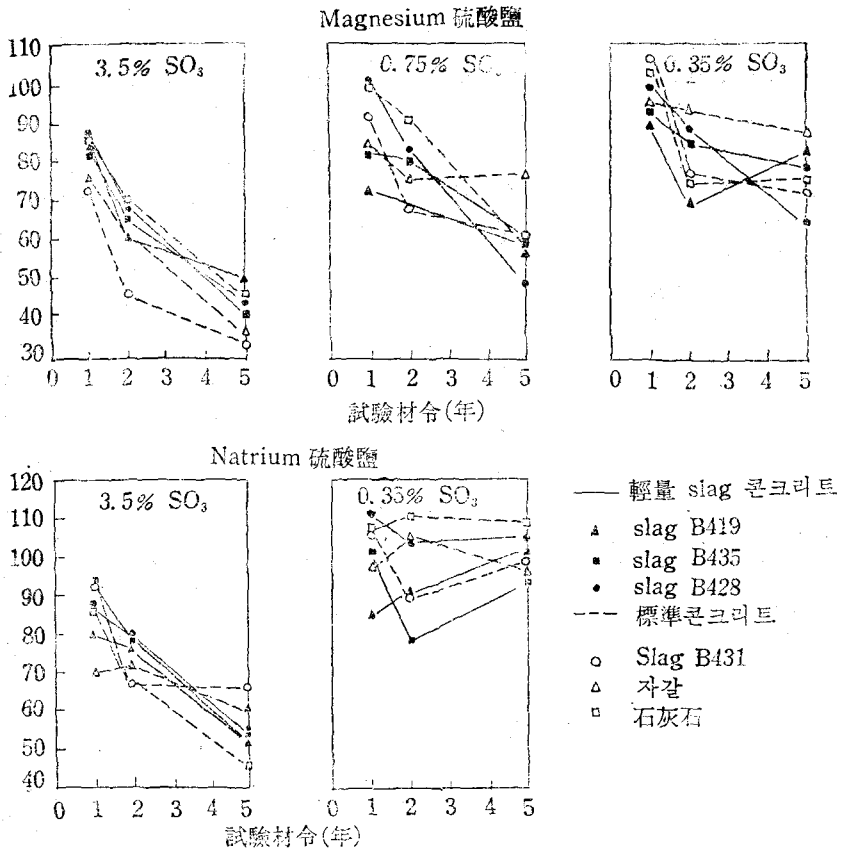 Magnesium 硫酸鹽
3.5% SO₃
0.75% SO
0.35% SO₃
110
100
90
80
70
60
50
40
30
0 1 2 3 4 5
0 1 2 3 4 5
0 1 2 3 4 5
試驗材令(年)
Natrium 硫酸鹽
3.5% SO₃
0.35% SO₃
120
110
100
90
80
70
60
50
40
0 1 2 3 4 5
0 1 2 3 4 5
試驗材令(年)
輕量 slag 콘크리트
slag B419
slag B435
slag B428
標準콘크리트
Slag B431
자갈
石灰石